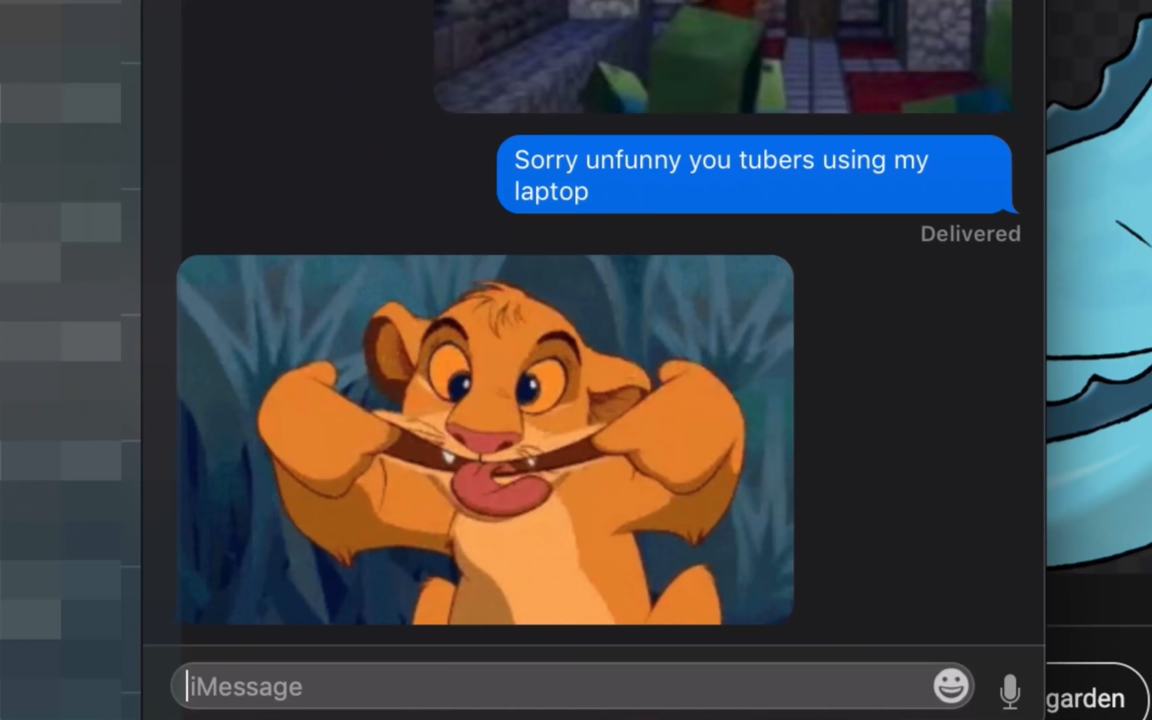 Sorry unfunny you tubers using my
laptop
Delivered
iMessage
garden